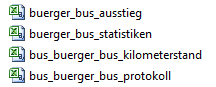 buerger_bus_ausstieg
buerger_bus_statistiken
bus_buerger_bus_kilometerstand
bus_buerger_bus_protokoll